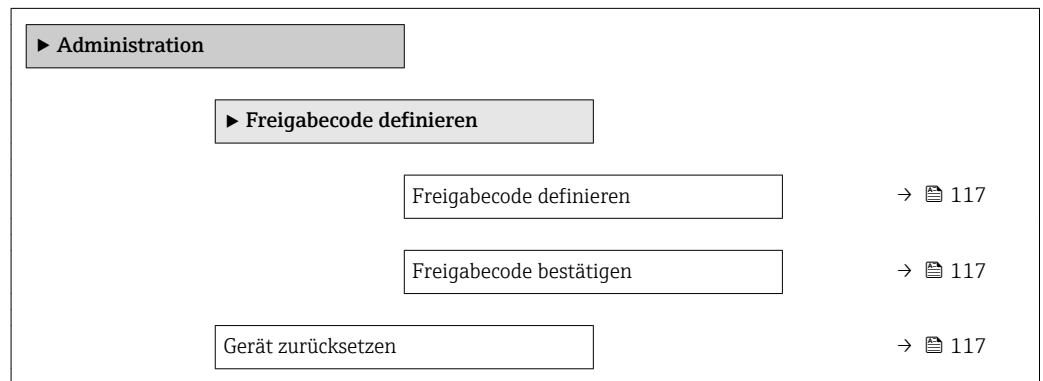 ▶ Administration
▶ Freigabecode definieren
Freigabecode definieren → 117
Freigabecode bestätigen → 117
Gerät zurücksetzen → 117